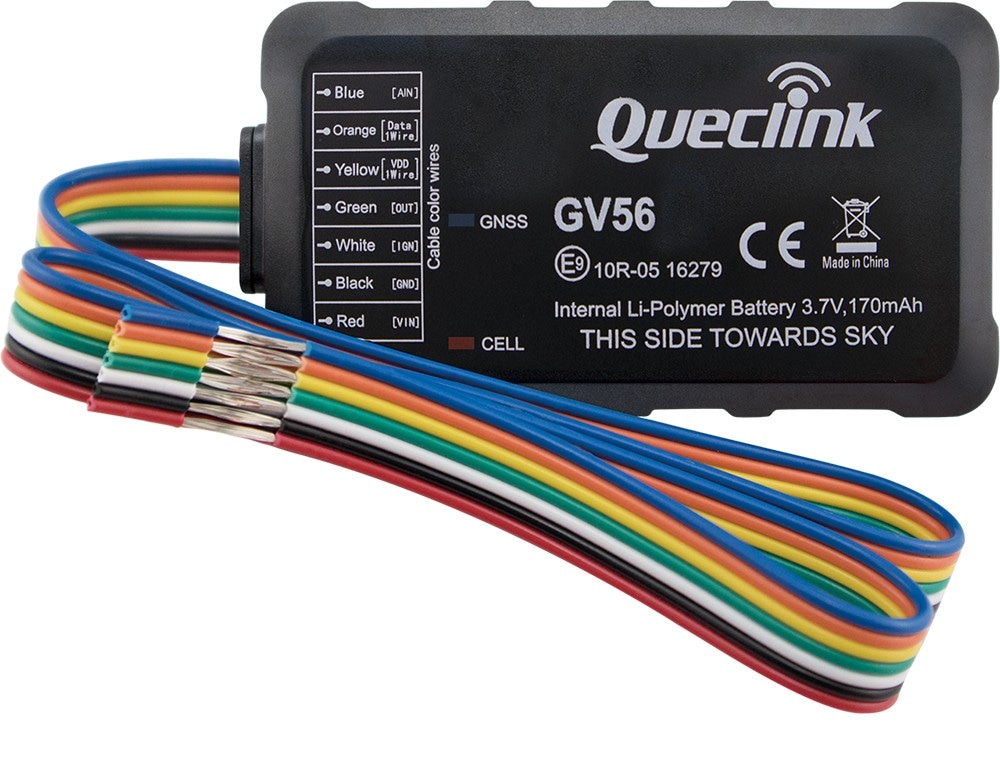 Blue [AIN]
Orange [Data 1Wire]
Yellow [VDD 1Wire]
Green [OUT]
White [IGN]
Black [GND]
Red [VIN]
Cable color wires
GNSS
CELL
Queclink
GV56
E9 10R-05 16279
CE
Made in China
Internal Li-Polymer Battery 3.7V,170mAh
THIS SIDE TOWARDS SKY